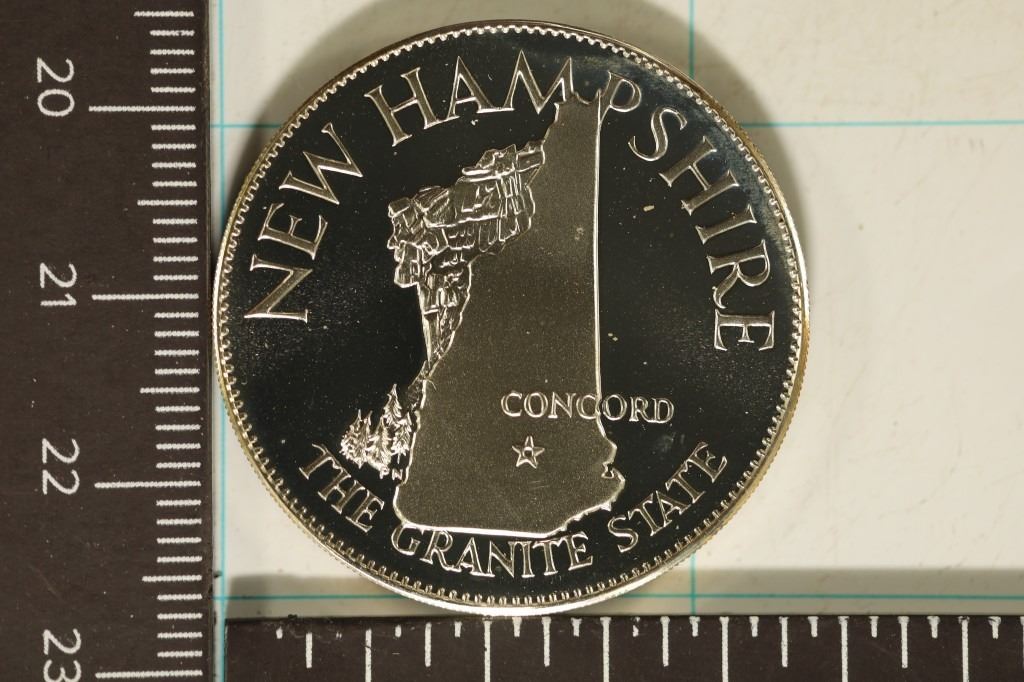 NEW HAMPSHIRE
CONCORD
THE GRANITE STATE
20
21
22
23